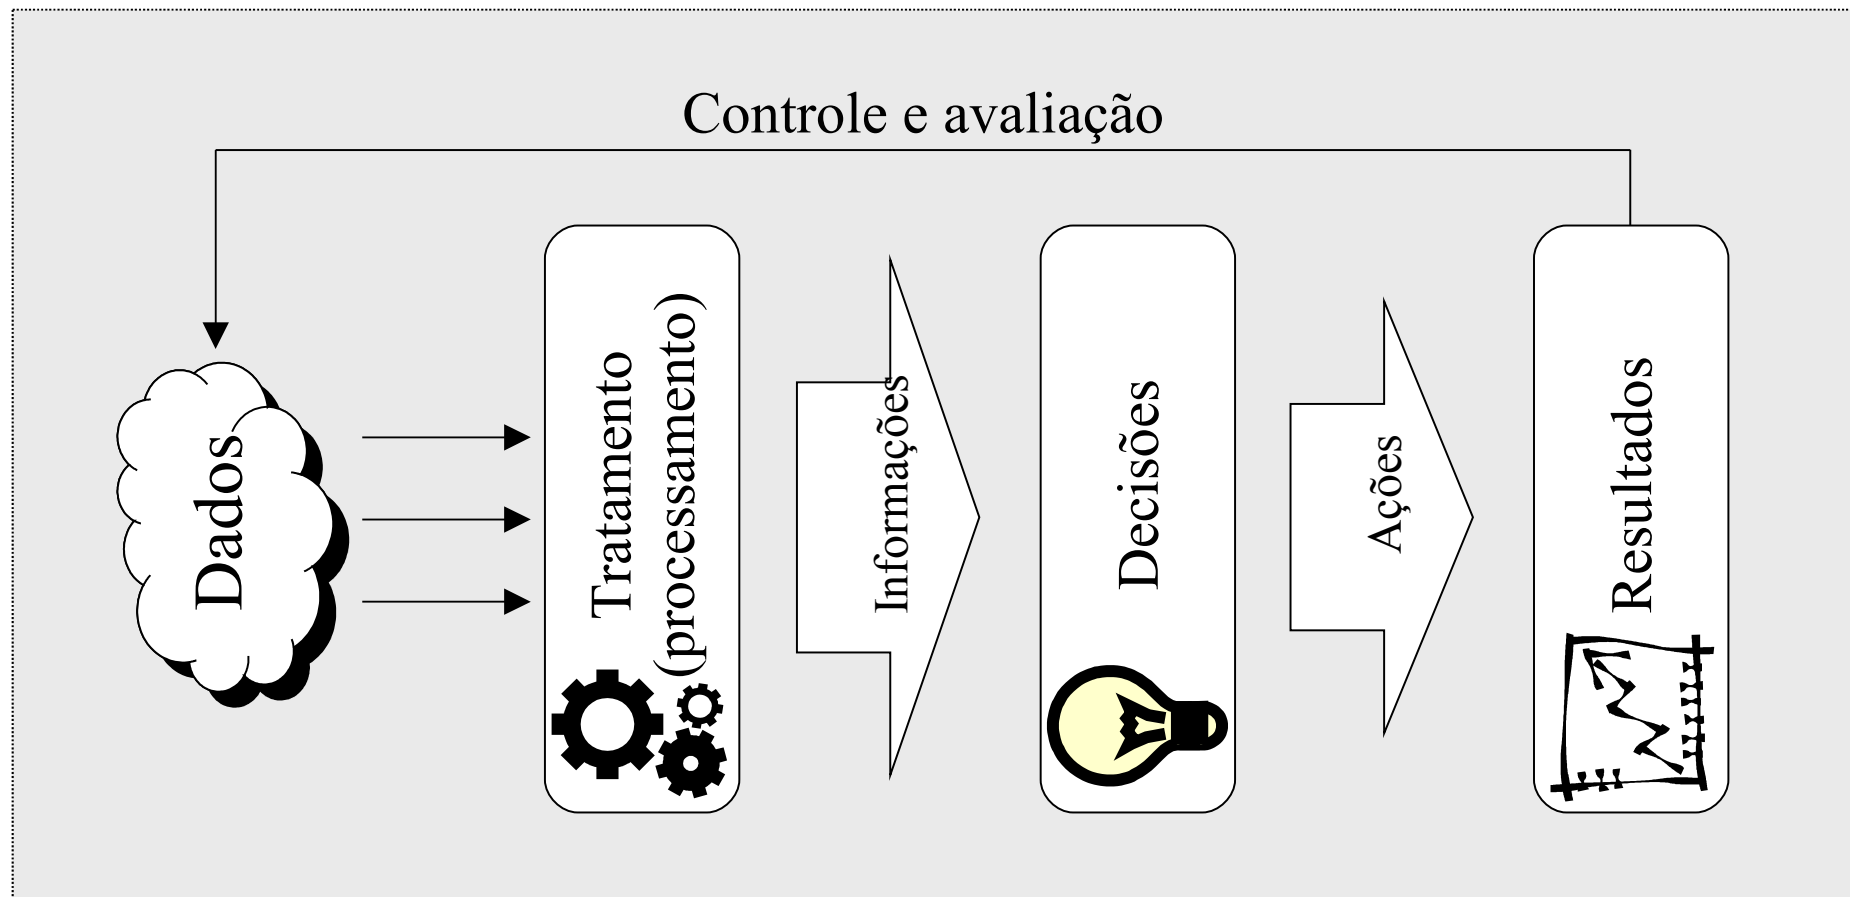 Controle e avaliação
Dados
Tratamento
(processamento)
Informações
Decisões
Ações
Resultados